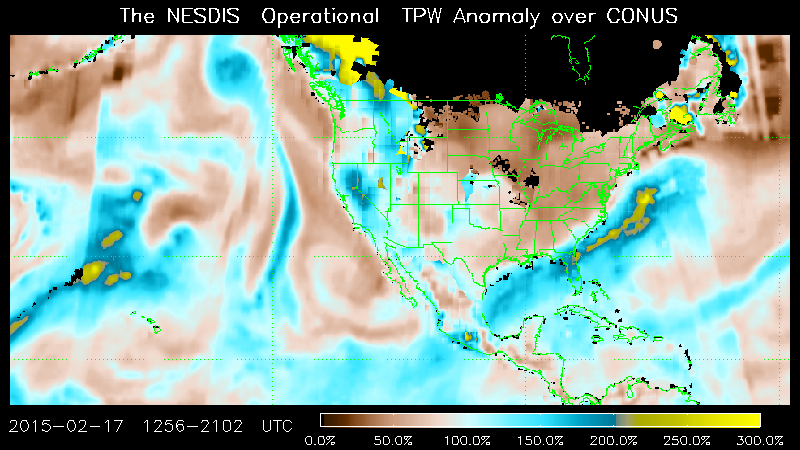 The NESDIS Operational TPW Anomaly over CONUS
2015-02-17 1256-2102 UTC
0.0% 50.0% 100.0% 150.0% 200.0% 250.0% 300.0%